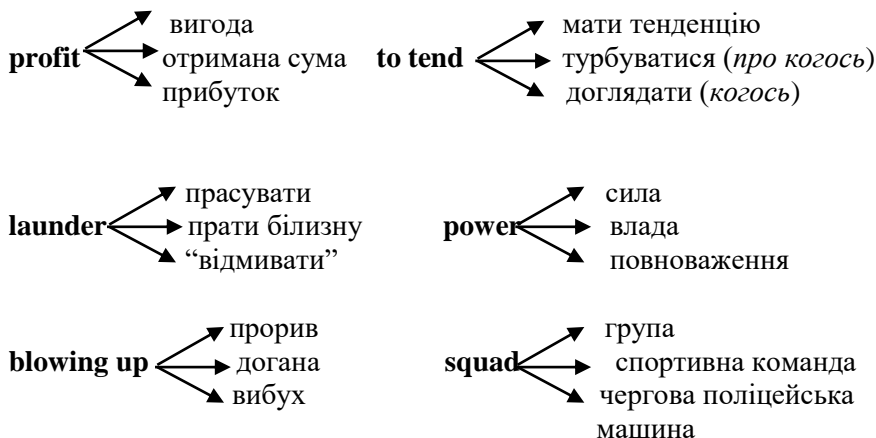 profit
вигода
отримана сума
прибуток
to tend
мати тенденцію
турбуватися (про когось)
доглядати (когось)
launder
прасувати
прати білизну
“відмивати”
power
сила
влада
повноваження
blowing up
прорив
догана
вибух
squad
група
спортивна команда
чергова поліцейська
машина